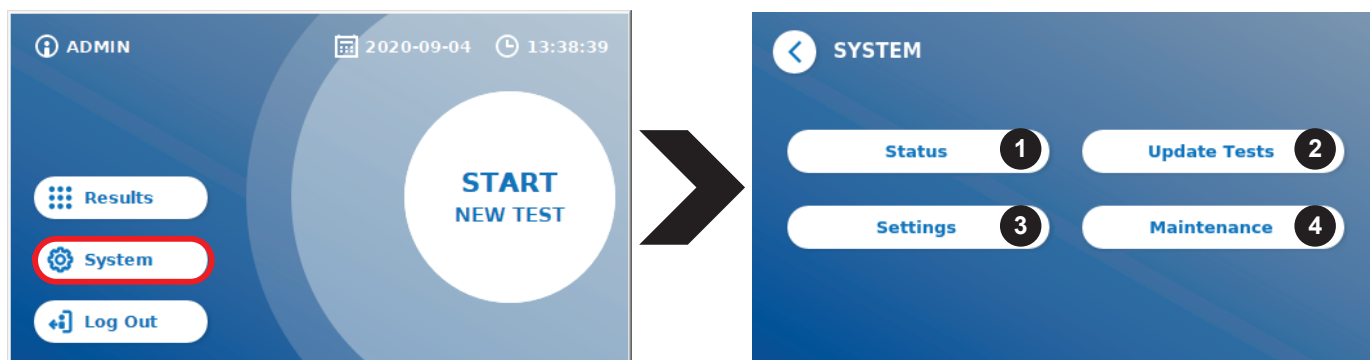 ADMIN 2020-09-04 13:38:39
START
NEW TEST
Results
System
Log Out
SYSTEM
Status 1 Update Tests 2
Settings 3 Maintenance 4